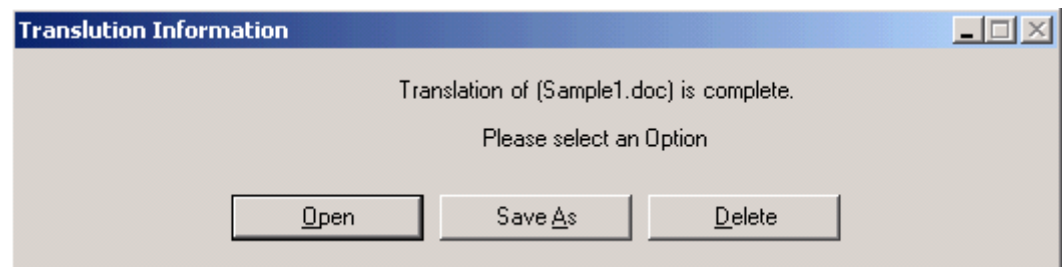 Translution Information
Translation of (Sample1.doc) is complete.
Please select an Option
Open Save As Delete